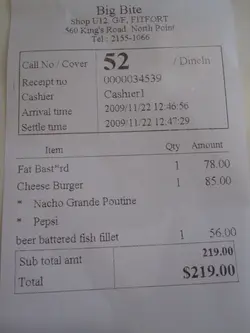 Big Bite
Shop U12, G/F, FITFORT
560 King's Road, North Point
Tel : 2155-1066
Call No / Cover 52 / DineIn
Receipt no 0000034539
Cashier Cashier1
Arrival time 2009/11/22 12:46:56
Settle time 2009/11/22 12:47:29
Item Qty Amount
Fat Bast"rd 1 78.00
Cheese Burger 1 85.00
* Nacho Grande Poutine
* Pepsi
beer battered fish fillet 1 56.00
Sub total amt 219.00
Total $219.00